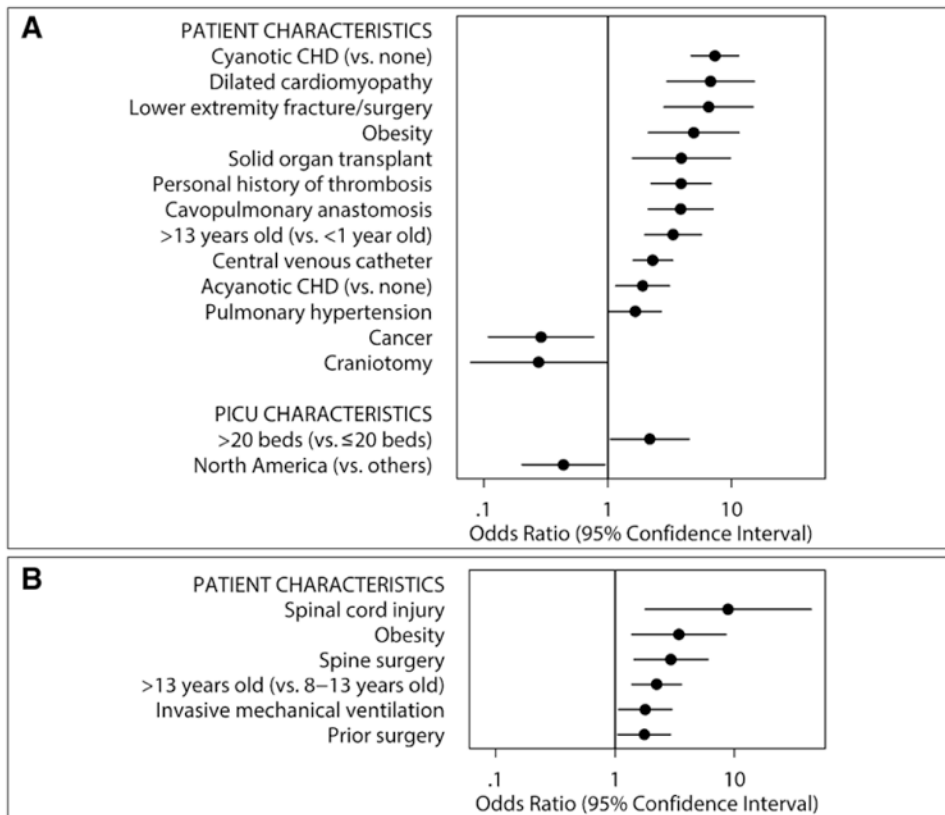 A
PATIENT CHARACTERISTICS
Cyanotic CHD (vs. none)
Dilated cardiomyopathy
Lower extremity fracture/surgery
Obesity
Solid organ transplant
Personal history of thrombosis
Cavopulmonary anastomosis
>13 years old (vs. <1 year old)
Central venous catheter
Acyanotic CHD (vs. none)
Pulmonary hypertension
Cancer
Craniotomy
PICU CHARACTERISTICS
>20 beds (vs. ≤20 beds)
North America (vs. others)
.1 1 10
Odds Ratio (95% Confidence Interval)
B
PATIENT CHARACTERISTICS
Spinal cord injury
Obesity
Spine surgery
>13 years old (vs. 8−13 years old)
Invasive mechanical ventilation
Prior surgery
.1 1 10
Odds Ratio (95% Confidence Interval)